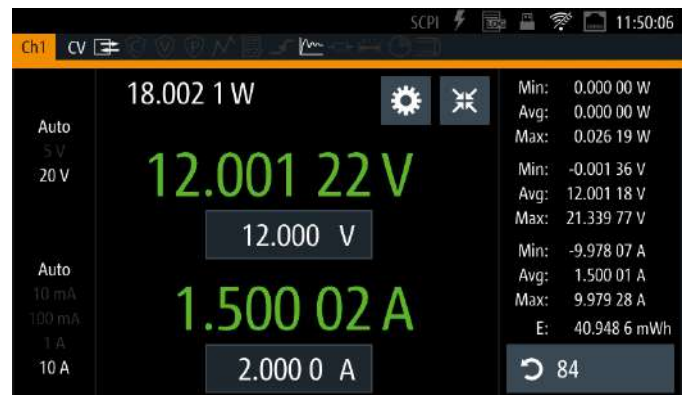 SCPI LOG 11:50:06
Ch1 CV
18.002 1 W
Auto
5 V
20 V
12.001 22 V
12.000 V
Auto
10 mA
100 mA
1 A
10 A
1.500 02 A
2.000 0 A
Min: 0.000 00 W
Avg: 0.000 00 W
Max: 0.026 19 W
Min: -0.001 36 V
Avg: 12.001 18 V
Max: 21.339 77 V
Min: -9.978 07 A
Avg: 1.500 01 A
Max: 9.979 28 A
E: 40.948 6 mWh
84